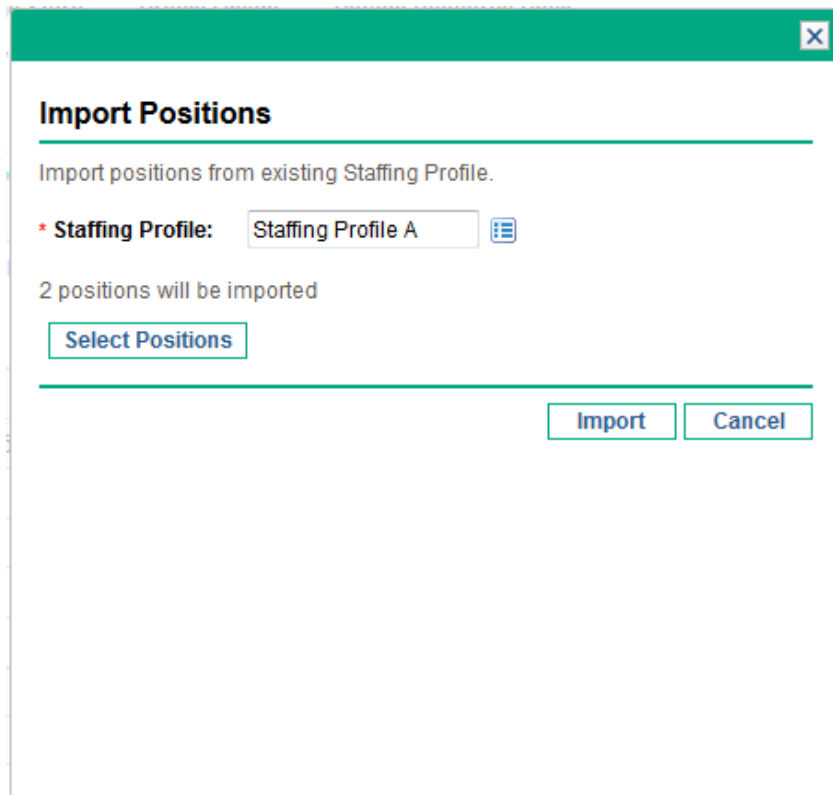 Import Positions
Import positions from existing Staffing Profile.
* Staffing Profile: Staffing Profile A
2 positions will be imported
Select Positions
Import Cancel